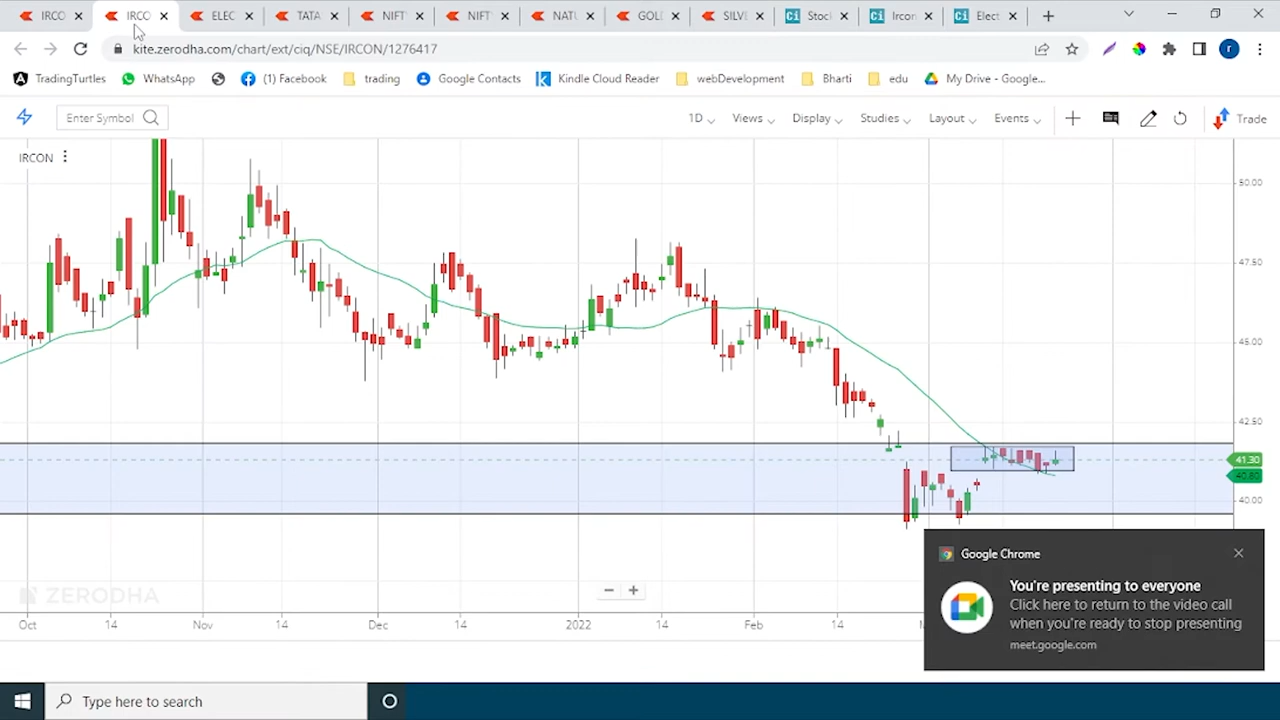 IRCO
IRCO
ELEC
TATA
NIFT
NIFT
NATU
GOL
SILVE
Stoc
Ircon
Elect
kite.zerodha.com/chart/ext/ciq/NSE/IRCON/1276417
r
TradingTurtles
WhatsApp
(1) Facebook
trading
Google Contacts
Kindle Cloud Reader
webDevelopment
Bharti
edu
My Drive - Google...
Enter Symbol
1D
Views
Display
Studies
Layout
Events
Trade
IRCON
50.00
47.50
45.00
42.50
41.30
40.80
40.00
ZERODHA
Oct
14
Nov
14
Dec
14
2022
14
Feb
14
Google Chrome
You're presenting to everyone
Click here to return to the video call
when you're ready to stop presenting
meet.google.com
Type here to search